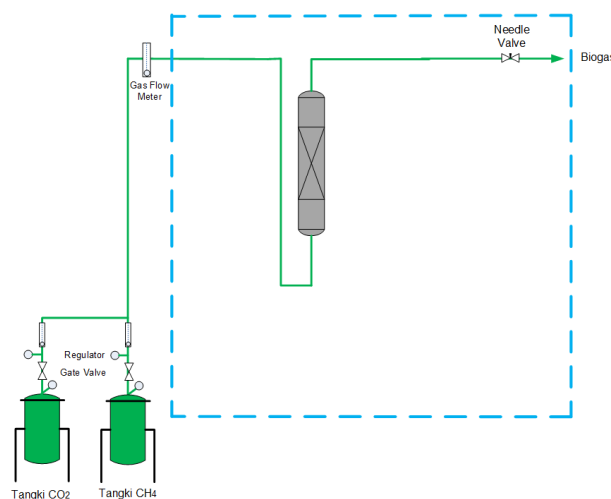 Needle
Valve
Biogas
Gas Flow
Meter
Regulator
Gate Valve
Tangki CO2
Tangki CH4